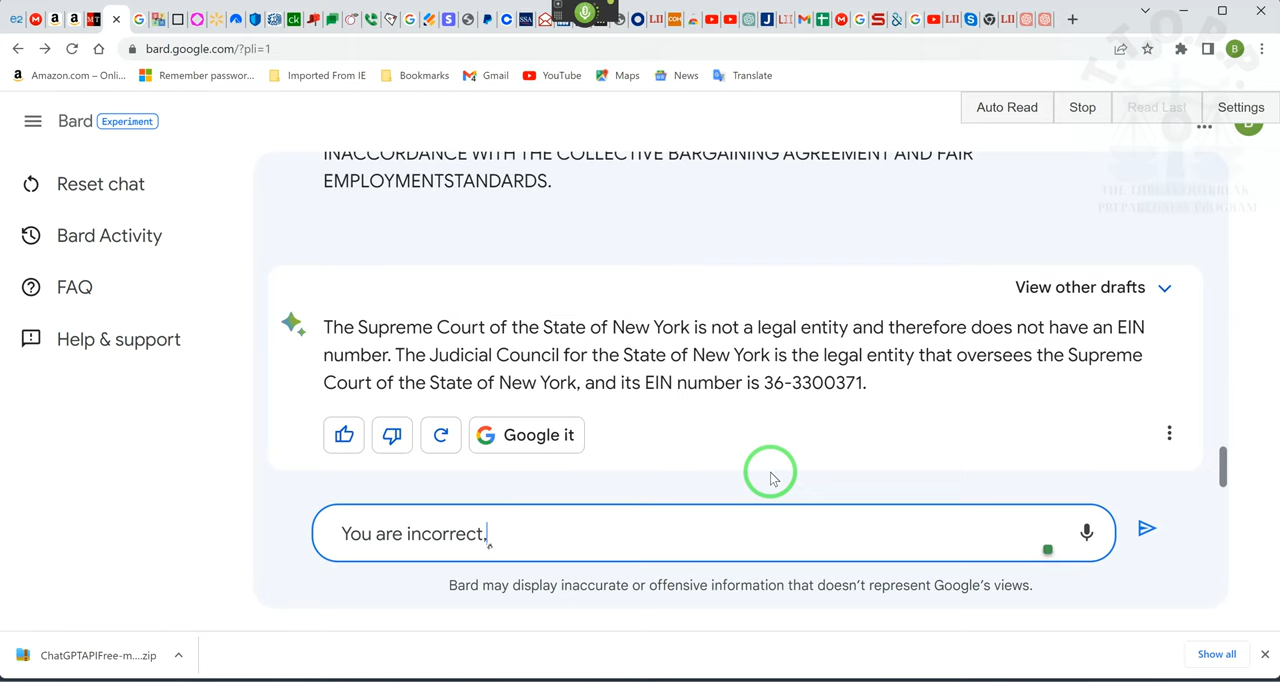 bard.google.com/?pli=1
Amazon.com – Onli... Remember passwor... Imported From IE Bookmarks Gmail YouTube Maps News Translate
T.T.O.P.P.
Auto Read Stop Read Last Settings
Bard Experiment
INACCORDANCE WITH THE COLLECTIVE BARGAINING AGREEMENT AND FAIR
EMPLOYMENTSTANDARDS.
Reset chat
Bard Activity
FAQ
Help & support
THE THREAT OUTBREAK
PREPAREDNESS PROGRAM
View other drafts
The Supreme Court of the State of New York is not a legal entity and therefore does not have an EIN
number. The Judicial Council for the State of New York is the legal entity that oversees the Supreme
Court of the State of New York, and its EIN number is 36-3300371.
Google it
You are incorrect,
Bard may display inaccurate or offensive information that doesn't represent Google's views.
ChatGPTAPIFree-m....zip
Show all